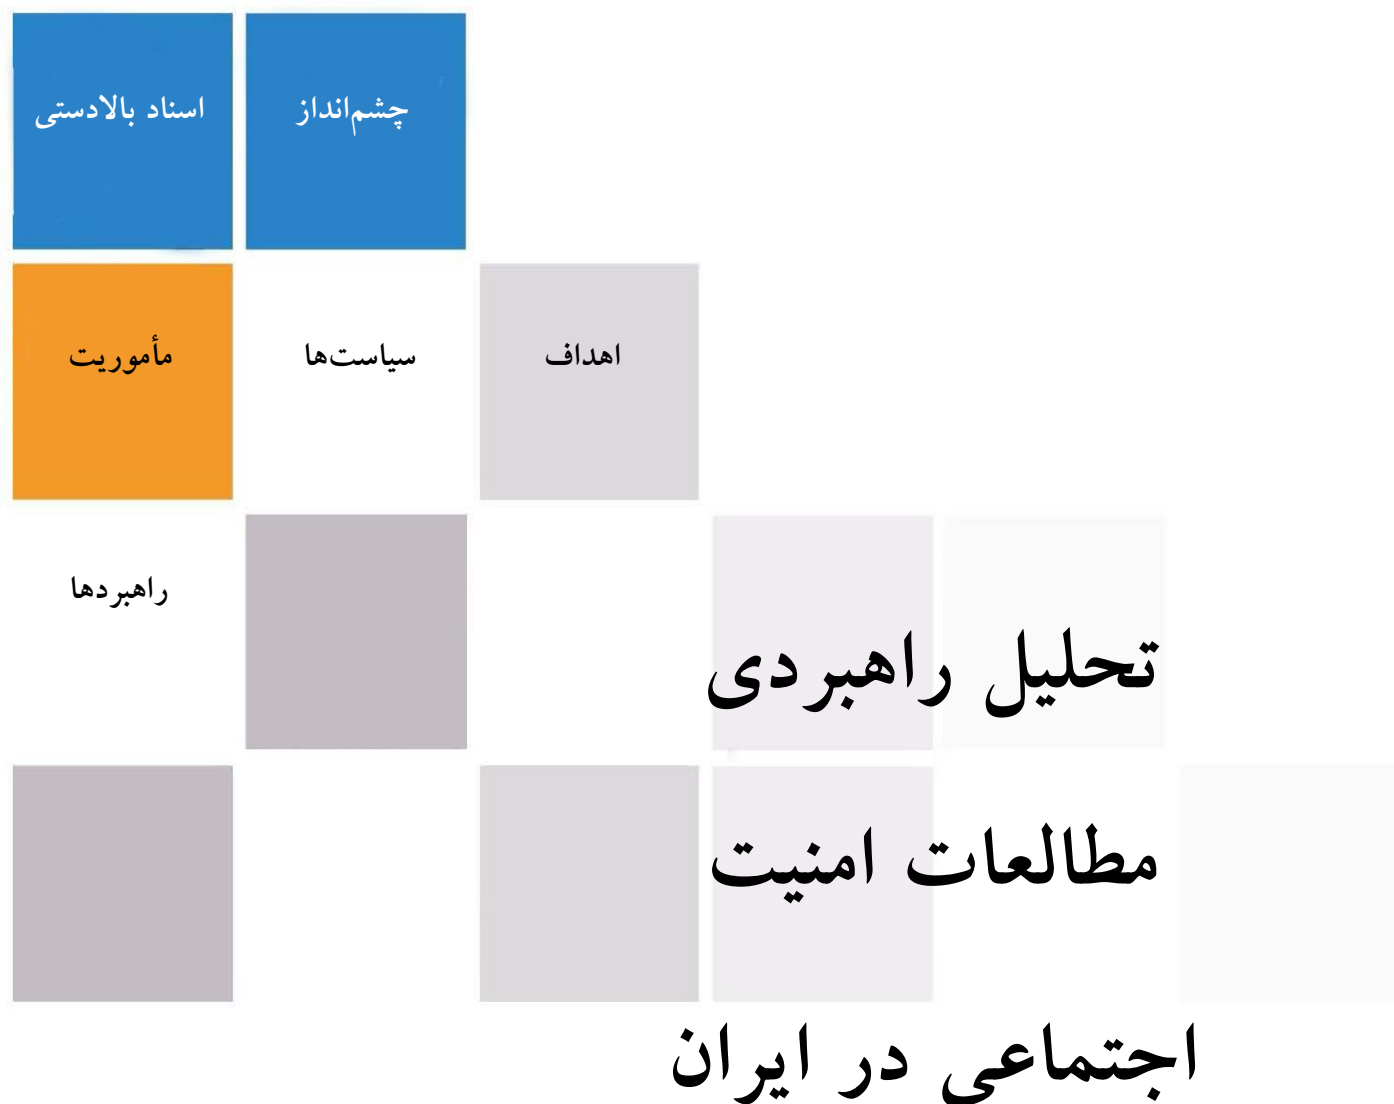 چشم‌انداز
اسناد بالادستی
اهداف
سیاست‌ها
مأموریت
راهبردها
تحلیل راهبردی
مطالعات امنیت
اجتماعی در ایران